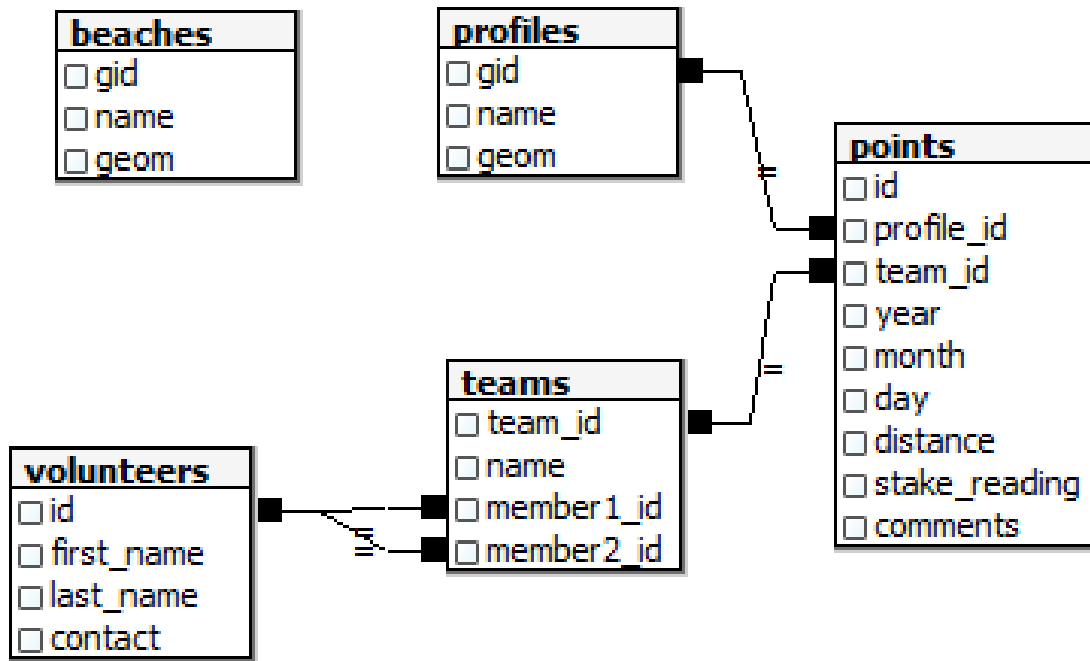 beaches
gid
name
geom
profiles
gid
name
geom
points
id
profile_id
team_id
year
month
day
distance
stake_reading
comments
=
=
teams
team_id
name
member1_id
member2_id
volunteers
id
first_name
last_name
contact
=